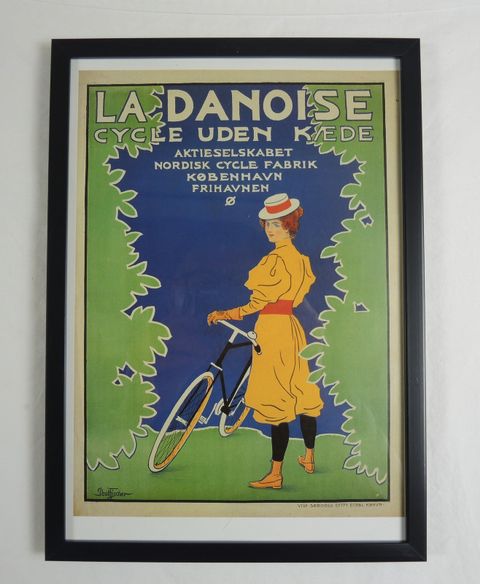 LA DANOISE
CYCLE UDEN KÆDE
AKTIESELSKABET
NORDISK CYCLE FABRIK
KØBENHAVN
FRIHAVNEN
Ø